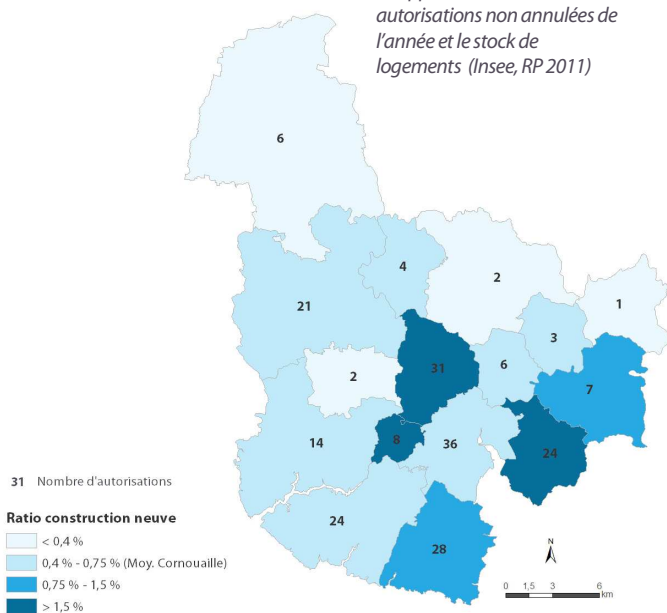 autorisations non annulées de
l'année et le stock de
logements (Insee, RP 2011)
6
4
2
1
21
3
6
31
2
7
8
36
14
24
24
28
31 Nombre d'autorisations
Ratio construction neuve
< 0,4 %
0,4 % - 0,75 % (Moy. Cornouaille)
0,75 % - 1,5 %
> 1,5 %
N
0 1,5 3 6
km